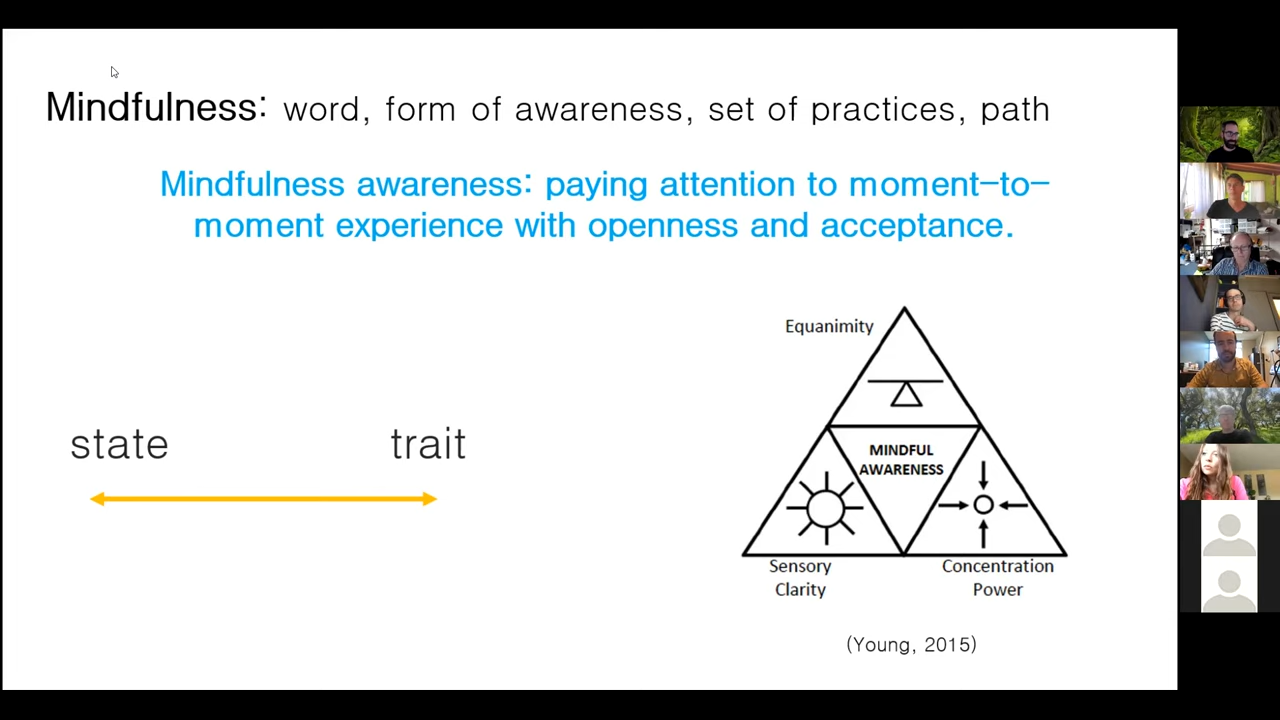 Mindfulness: word, form of awareness, set of practices, path
Mindfulness awareness: paying attention to moment-to-
moment experience with openness and acceptance.
Equanimity
state
trait
MINDFUL
AWARENESS
Sensory
Clarity
Concentration
Power
(Young, 2015)